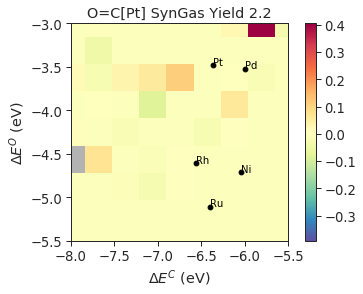 O=C[Pt] SynGas Yield 2.2
−3.0
−3.5
−4.0
−4.5
−5.0
−5.5
ΔE^O (eV)
Pt
Pd
Rh
Ni
Ru
−8.0 −7.5 −7.0 −6.5 −6.0 −5.5
ΔE^C (eV)
0.4
0.3
0.2
0.1
0.0
−0.1
−0.2
−0.3